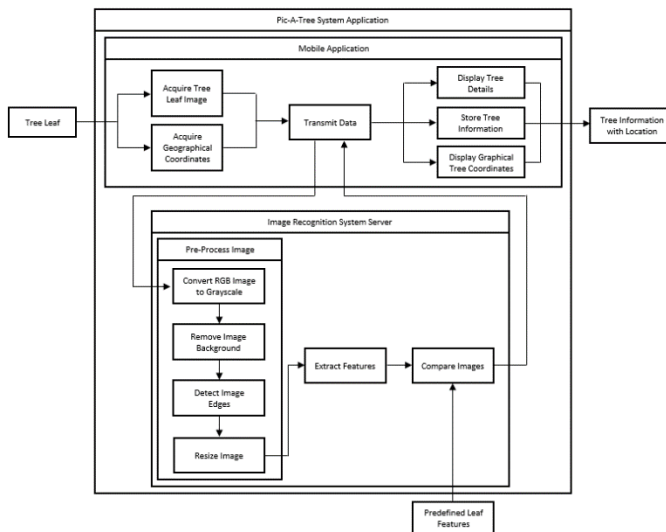 Pic-A-Tree System Application
Mobile Application
Tree Leaf
Acquire Tree
Leaf Image
Acquire
Geographical
Coordinates
Transmit Data
Display Tree
Details
Store Tree
Information
Display Graphical
Tree Coordinates
Tree Information
with Location
Image Recognition System Server
Pre-Process Image
Convert RGB Image
to Grayscale
Remove Image
Background
Detect Image
Edges
Resize Image
Extract Features
Compare Images
Predefined Leaf
Features